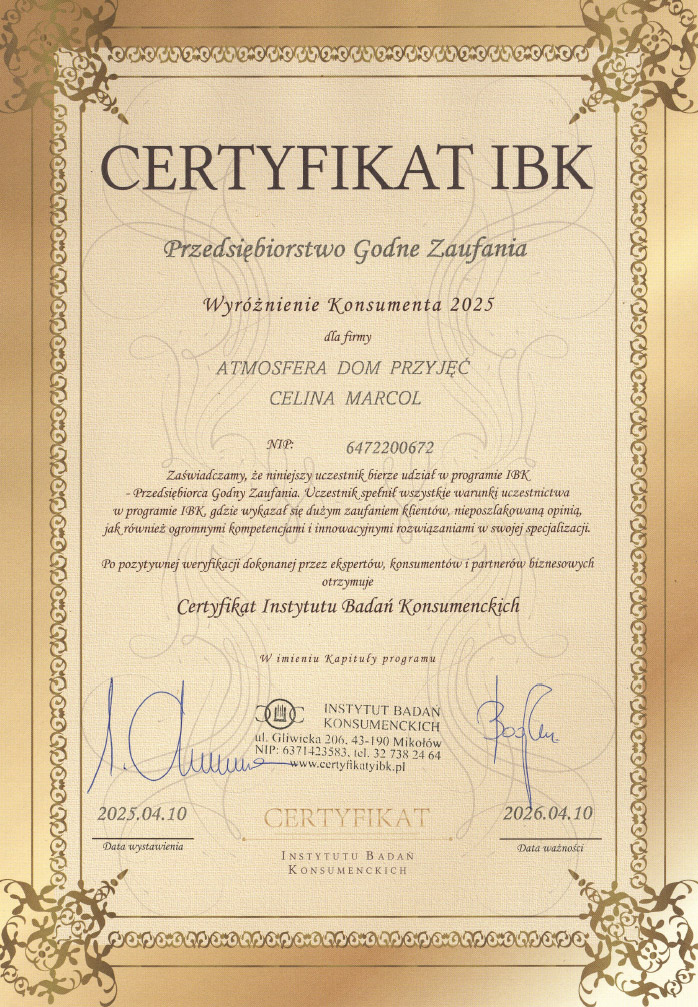 CERTYFIKAT IBK
Przedsiębiorstwo Godne Zaufania
Wyróżnienie Konsumenta 2025
dla firmy
ATMOSFERA DOM PRZYJĘĆ
CELINA MARCOL
NIP: 6472200672
Zaświadczamy, że niniejszy uczestnik bierze udział w programie IBK
- Przedsiębiorca Godny Zaufania. Uczestnik spełnił wszystkie warunki uczestnictwa
w programie IBK, gdzie wykazał się dużym zaufaniem klientów, nieposzlakowaną opinią,
jak również ogromnymi kompetencjami i innowacyjnymi rozwiązaniami w swojej specjalizacji.
Po pozytywnej weryfikacji dokonanej przez ekspertów, konsumentów i partnerów biznesowych
otrzymuje
Certyfikat Instytutu Badań Konsumenckich
W imieniu Kapituły programu
INSTYTUT BADAŃ
KONSUMENCKICH
ul. Gliwicka 206, 43-190 Mikołów
NIP: 6371423583, tel. 32 738 24 64
www.certyfikatyibk.pl
2025.04.10
Data wystawienia
CERTYFIKAT
INSTYTUTU BADAŃ
KONSUMENCKICH
2026.04.10
Data ważności